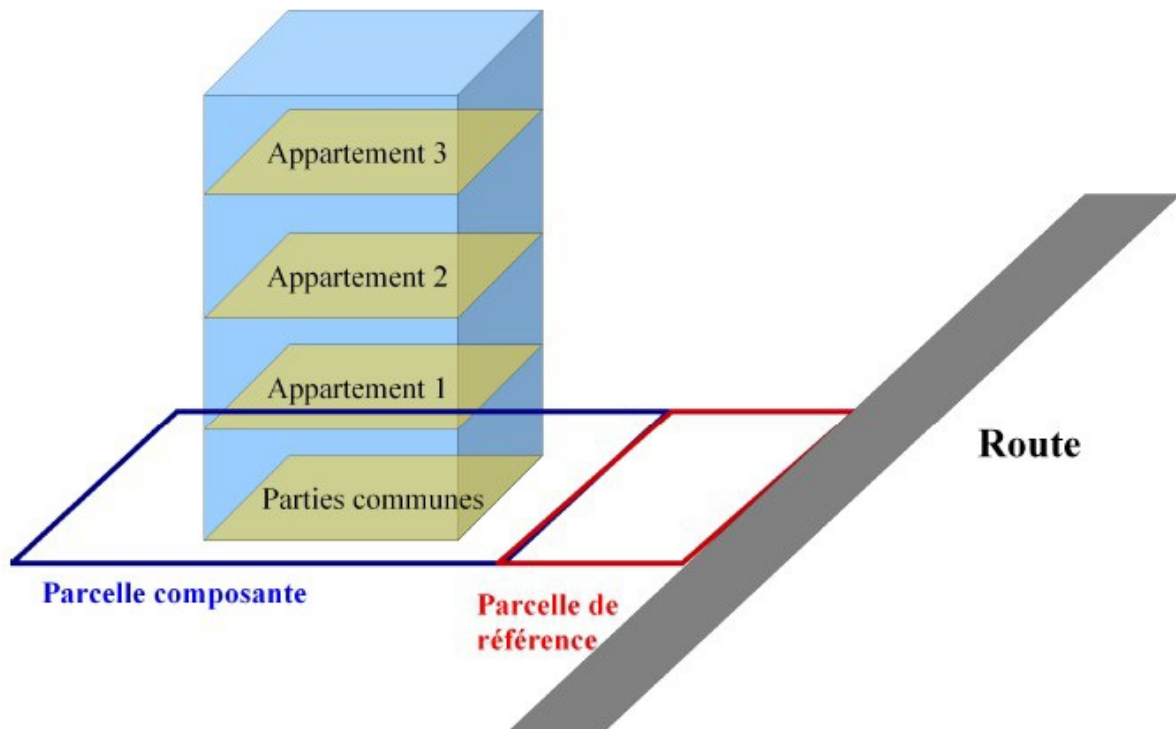 Appartement 3
Appartement 2
Appartement 1
Route
Parties communes
Parcelle composante
Parcelle de
référence